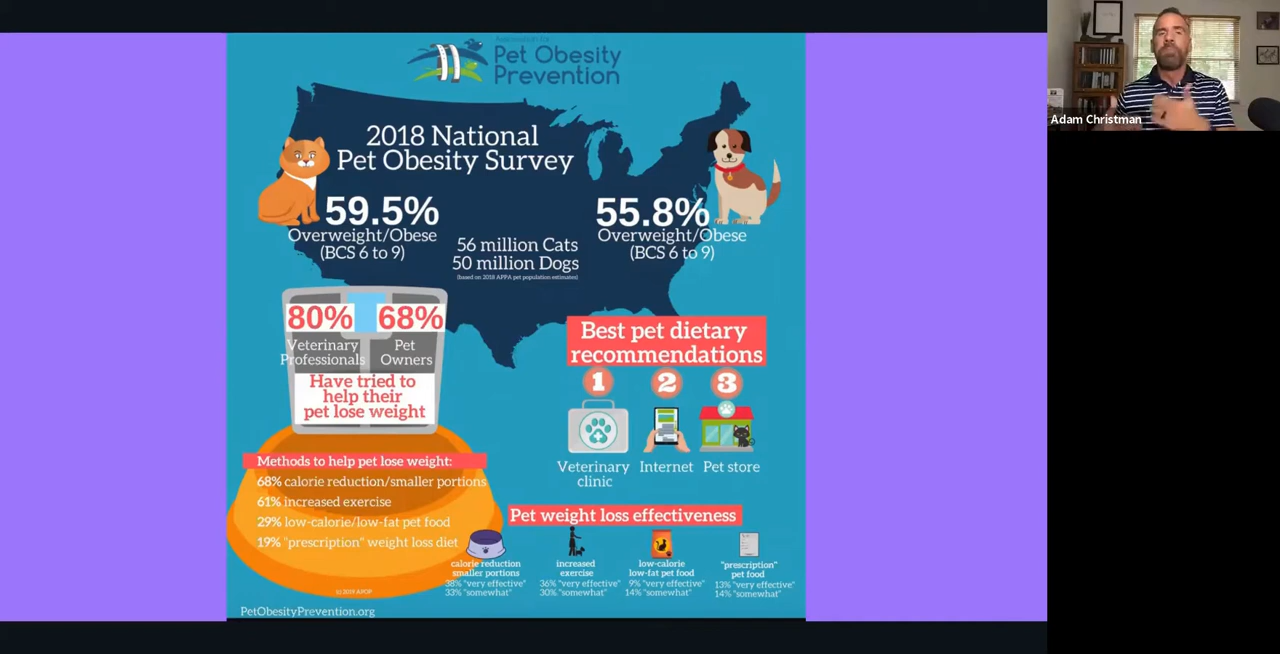 Association for
Pet Obesity
Prevention
2018 National
Pet Obesity Survey
59.5%
Overweight/Obese
(BCS 6 to 9)
56 million Cats
50 million Dogs
(based on 2018 APPA pet population estimates)
55.8%
Overweight/Obese
(BCS 6 to 9)
80%
Veterinary
Professionals
68%
Pet
Owners
Have tried to
help their
pet lose weight
Best pet dietary
recommendations
1
2
3
Veterinary
clinic
Internet
Pet store
Methods to help pet lose weight:
68% calorie reduction/smaller portions
61% increased exercise
29% low-calorie/low-fat pet food
19% "prescription" weight loss diet
Pet weight loss effectiveness
calorie reduction
smaller portions
38% "very effective"
33% "somewhat"
increased
exercise
36% "very effective"
30% "somewhat"
low-calorie
low-fat pet food
9% "very effective"
14% "somewhat"
"prescription"
pet food
13% "very effective"
14% "somewhat"
(c) 2019 APOP
PetObesityPrevention.org
Adam Christman